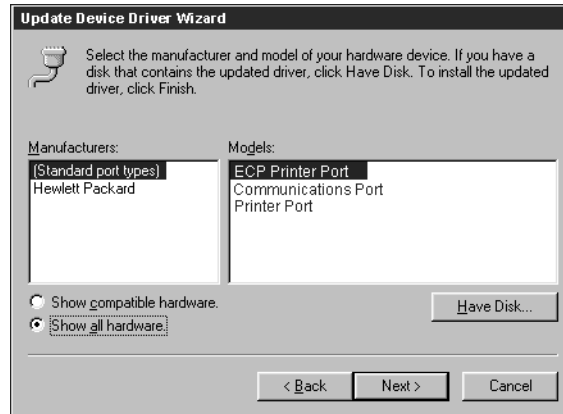 Update Device Driver Wizard
Select the manufacturer and model of your hardware device. If you have a
disk that contains the updated driver, click Have Disk. To install the updated
driver, click Finish.
Manufacturers:
Models:
(Standard port types)
Hewlett Packard
ECP Printer Port
Communications Port
Printer Port
Show compatible hardware.
Show all hardware.
Have Disk...
< Back
Next >
Cancel